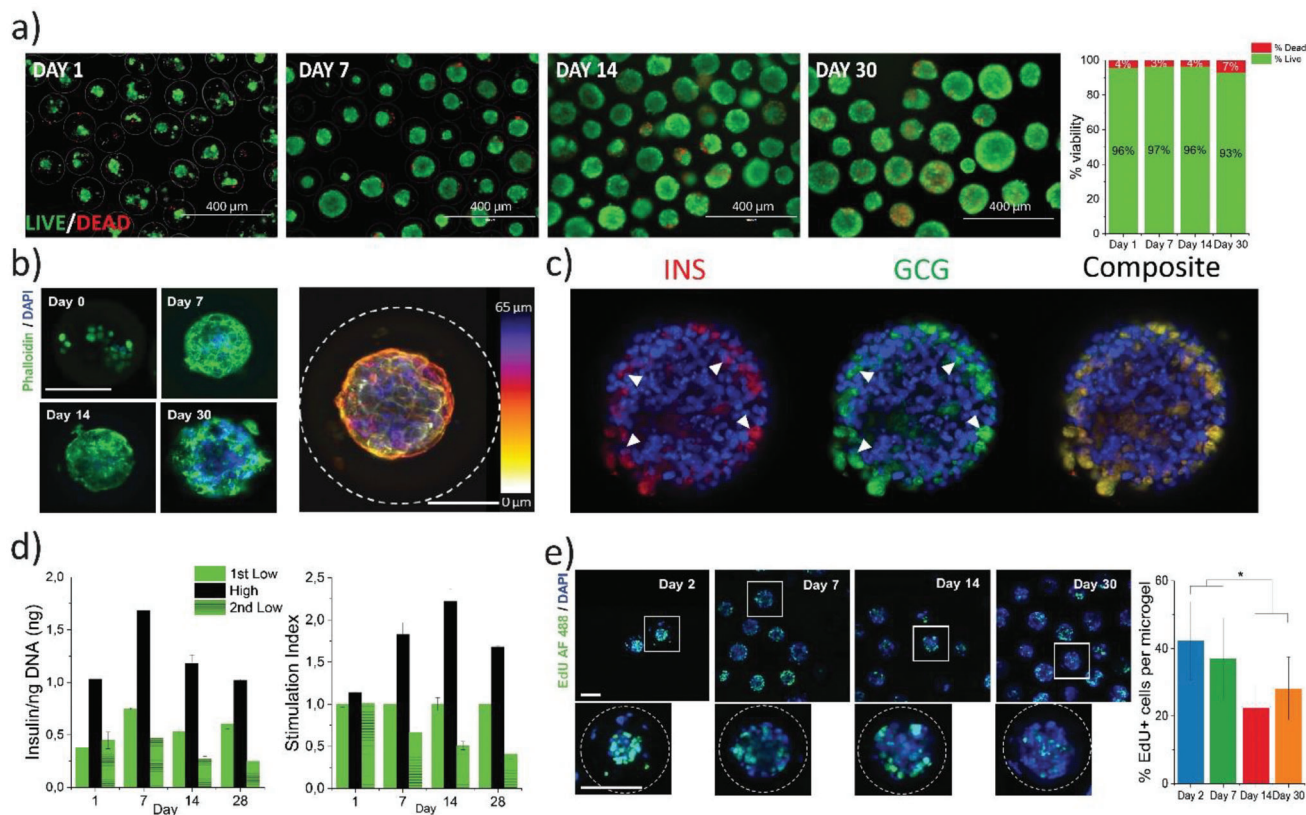 a)
DAY 1
DAY 7
DAY 14
DAY 30
LIVE/DEAD
400 µm
400 µm
400 µm
400 µm
% Dead
% Live
100
80
60
40
20
0
% viability
4%
3%
4%
7%
96%
97%
96%
93%
Day 1
Day 7
Day 14
Day 30
b)
Phalloidin / DAPI
Day 0
Day 7
Day 14
Day 30
65 µm
0 µm
c)
INS
GCG
Composite
d)
Insulin/ng DNA (ng)
2,0
1,5
1,0
0,5
0,0
1st Low
High
2nd Low
1
7
14
28
Day
Stimulation Index
2,5
2,0
1,5
1,0
0,5
0,0
1
7
14
28
Day
e)
EdU AF 488 / DAPI
Day 2
Day 7
Day 14
Day 30
% EdU+ cells per microgel
60
40
20
0
*
Day 2
Day 7
Day 14
Day 30